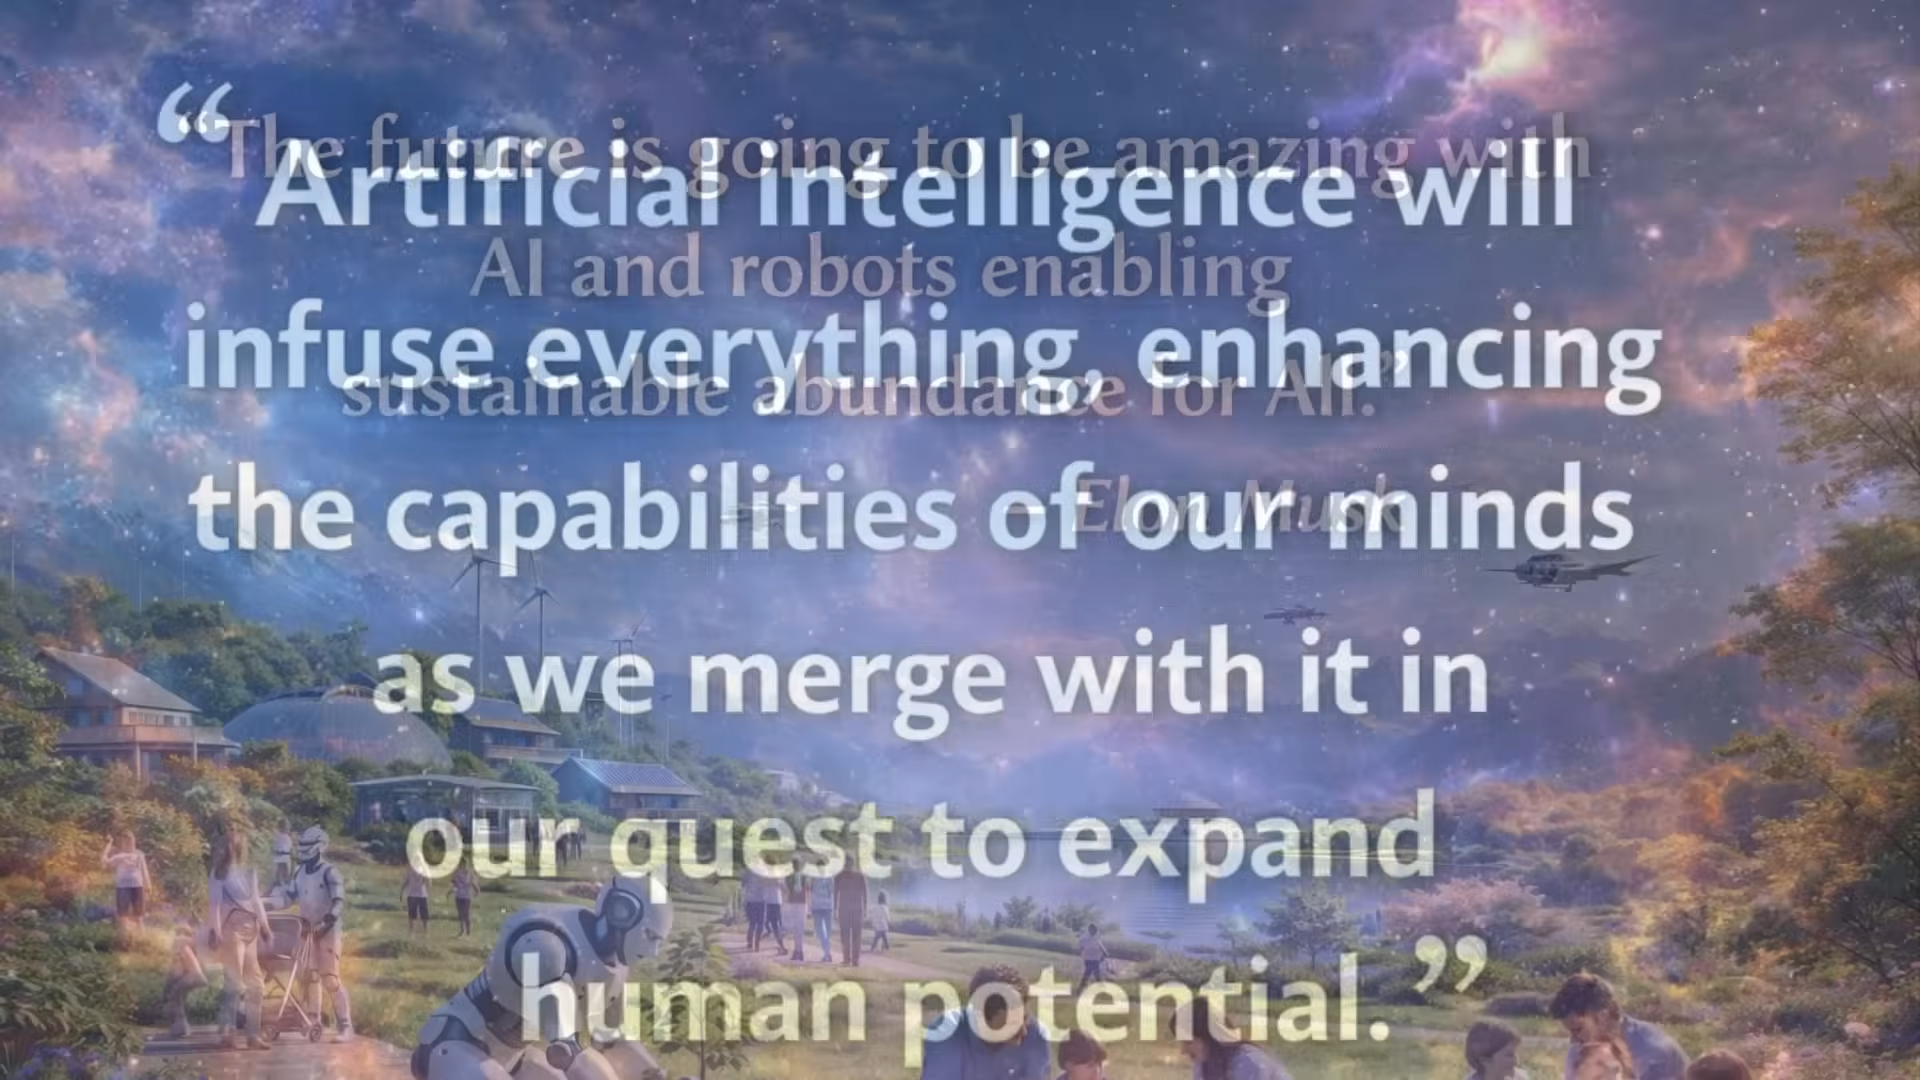 “Artificial intelligence will
infuse everything, enhancing
the capabilities of our minds
as we merge with it in
our quest to expand
human potential.”
“The future is going to be amazing with
AI and robots enabling
sustainable abundance for All.”
– Elon Musk